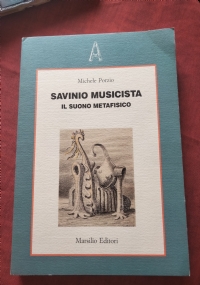 Michele Porzio
SAVINIO MUSICISTA
IL SUONO METAFISICO
Marsilio Editori